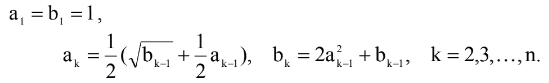 a₁ = b₁ = 1,
aₖ = 1/2(√bₖ₋₁ + 1/2 aₖ₋₁), bₖ = 2a²ₖ₋₁ + bₖ₋₁, k = 2,3,…,n.